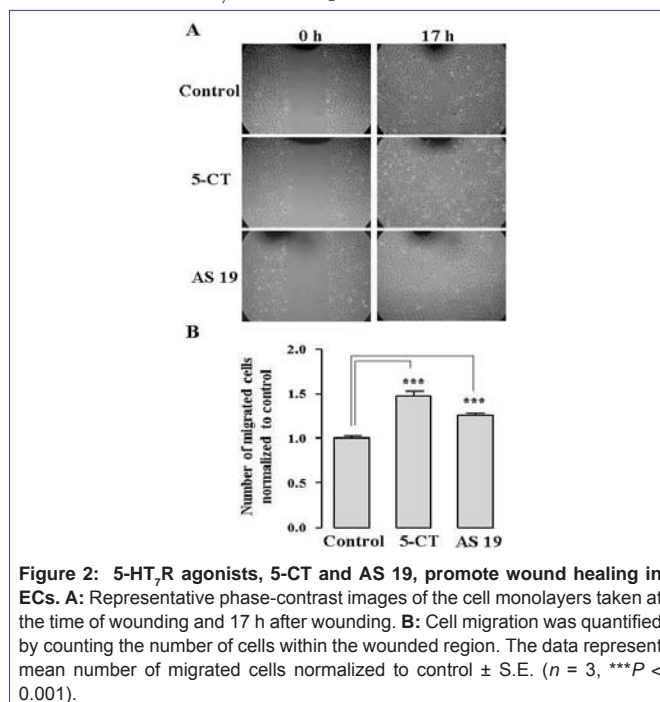 A
0 h 17 h
Control
5-CT
AS 19
B
Number of migrated cells
normalized to control
2.0
1.5
1.0
0.5
0.0
*** ***
Control 5-CT AS 19
Figure 2: 5-HT₇R agonists, 5-CT and AS 19, promote wound healing in
ECs. A: Representative phase-contrast images of the cell monolayers taken at
the time of wounding and 17 h after wounding. B: Cell migration was quantified
by counting the number of cells within the wounded region. The data represent
mean number of migrated cells normalized to control ± S.E. (n = 3, ***P <
0.001).